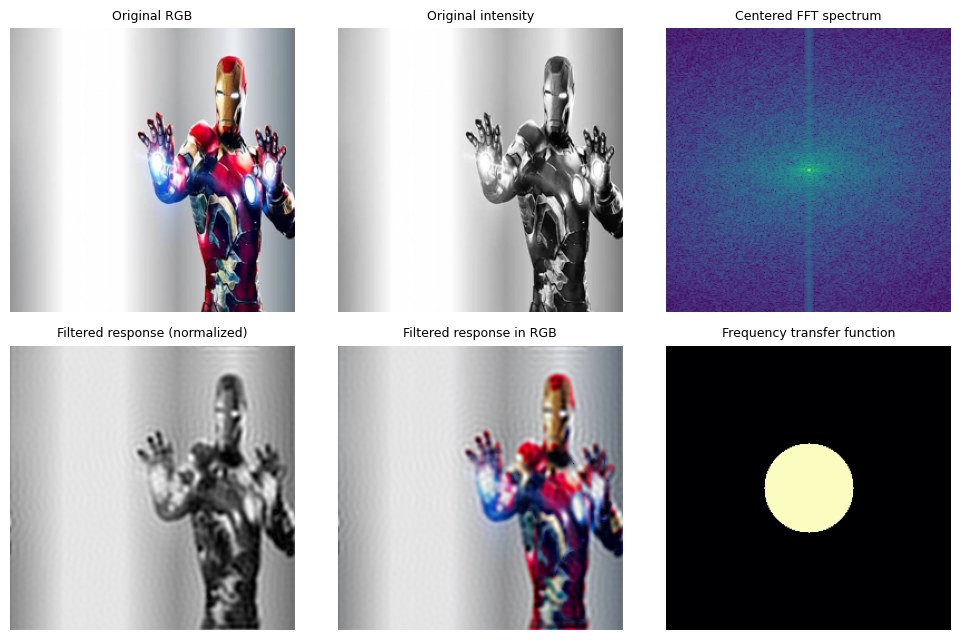 Original RGB
Original intensity
Centered FFT spectrum
Filtered response (normalized)
Filtered response in RGB
Frequency transfer function